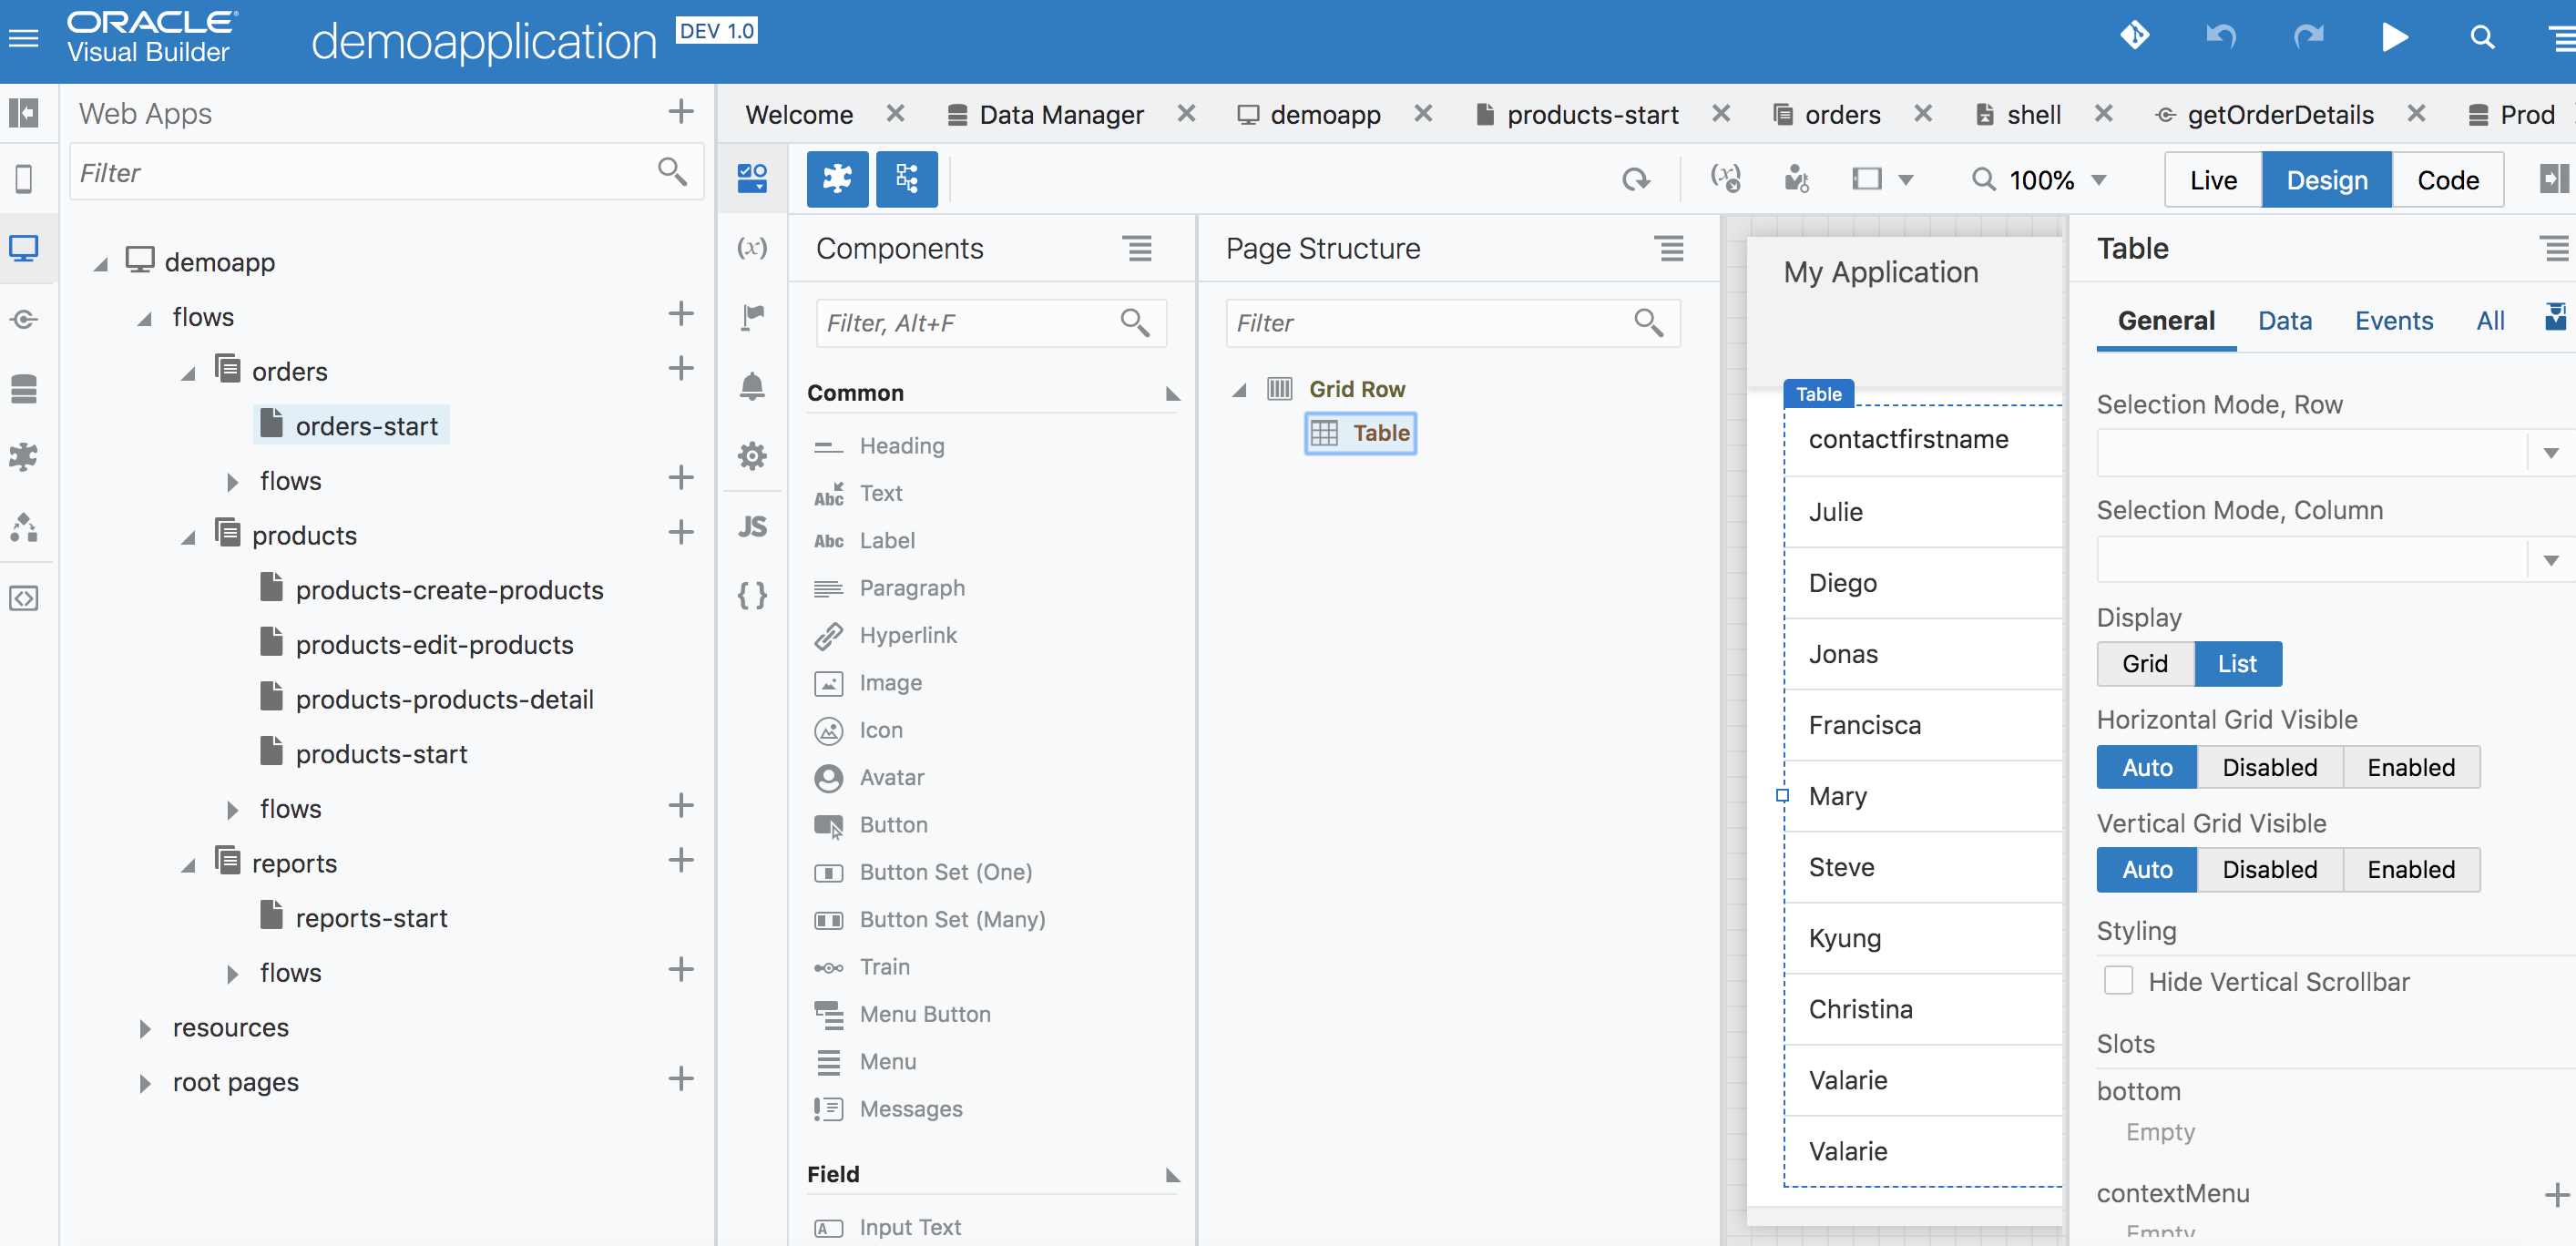 ORACLE
Visual Builder
demoapplication DEV 1.0
Web Apps
Filter
demoapp
flows
orders
orders-start
flows
products
products-create-products
products-edit-products
products-products-detail
products-start
flows
reports
reports-start
flows
resources
root pages
Welcome
Data Manager
demoapp
products-start
orders
shell
getOrderDetails
Prod
100%
Live
Design
Code
(x)
JS
{ }
Components
Filter, Alt+F
Common
Heading
Abc Text
Abc Label
Paragraph
Hyperlink
Image
Icon
Avatar
Button
Button Set (One)
Button Set (Many)
Train
Menu Button
Menu
Messages
Field
A Input Text
Page Structure
Filter
Grid Row
Table
My Application
Table
contactfirstname
Julie
Diego
Jonas
Francisca
Mary
Steve
Kyung
Christina
Valarie
Valarie
Table
General
Data
Events
All
Selection Mode, Row
Selection Mode, Column
Display
Grid
List
Horizontal Grid Visible
Auto
Disabled
Enabled
Vertical Grid Visible
Auto
Disabled
Enabled
Styling
Hide Vertical Scrollbar
Slots
bottom
Empty
contextMenu
Empty